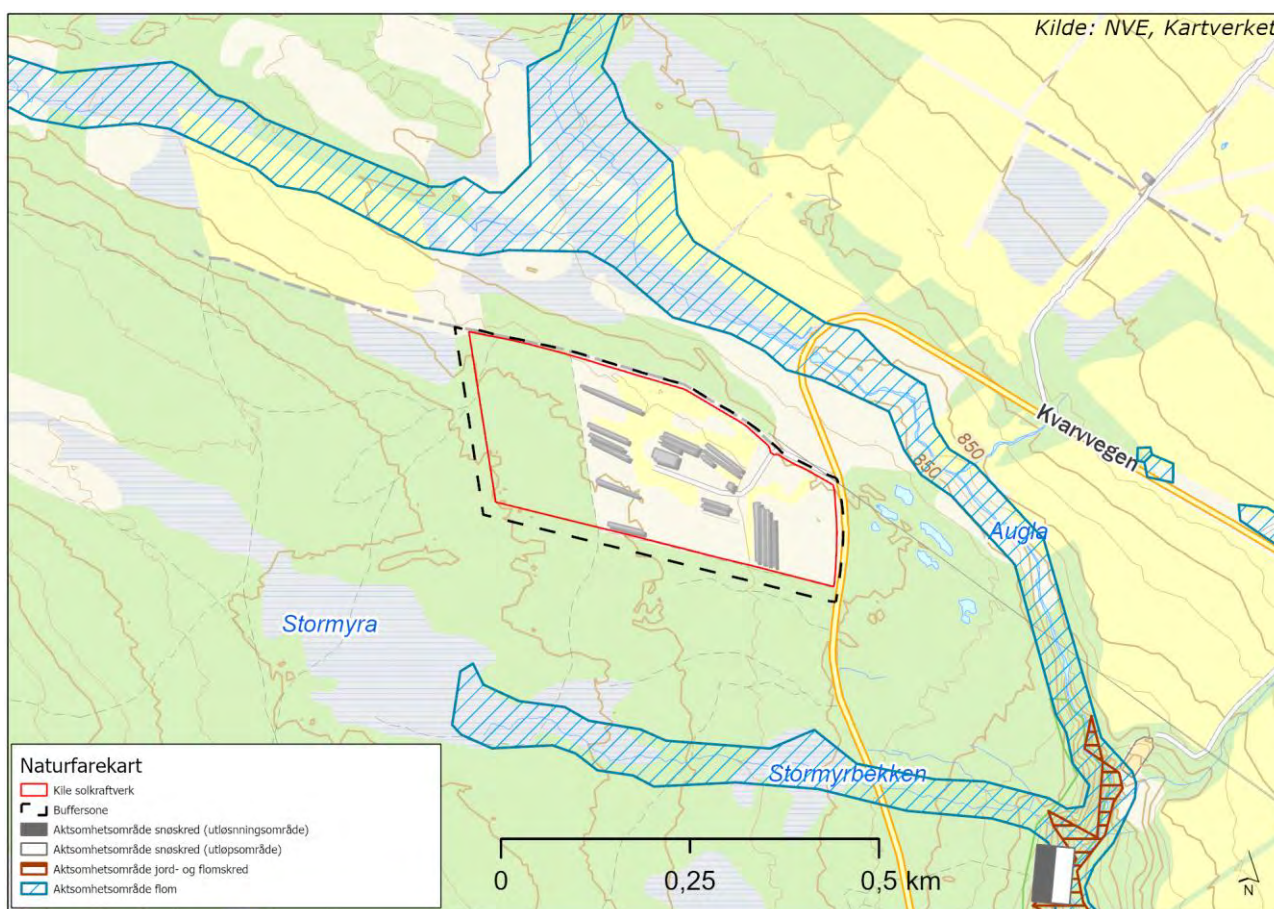 Kilde: NVE, Kartverket
Kvarvvegen
850
850
Augla
Stormyra
Stormyrbekken
Naturfarekart
Kile solkraftverk
Buffersone
Aktsomhetsområde snøskred (utløsnningsområde)
Aktsomhetsområde snøskred (utløpsområde)
Aktsomhetsområde jord- og flomskred
Aktsomhetsområde flom
0 0,25 0,5 km
N